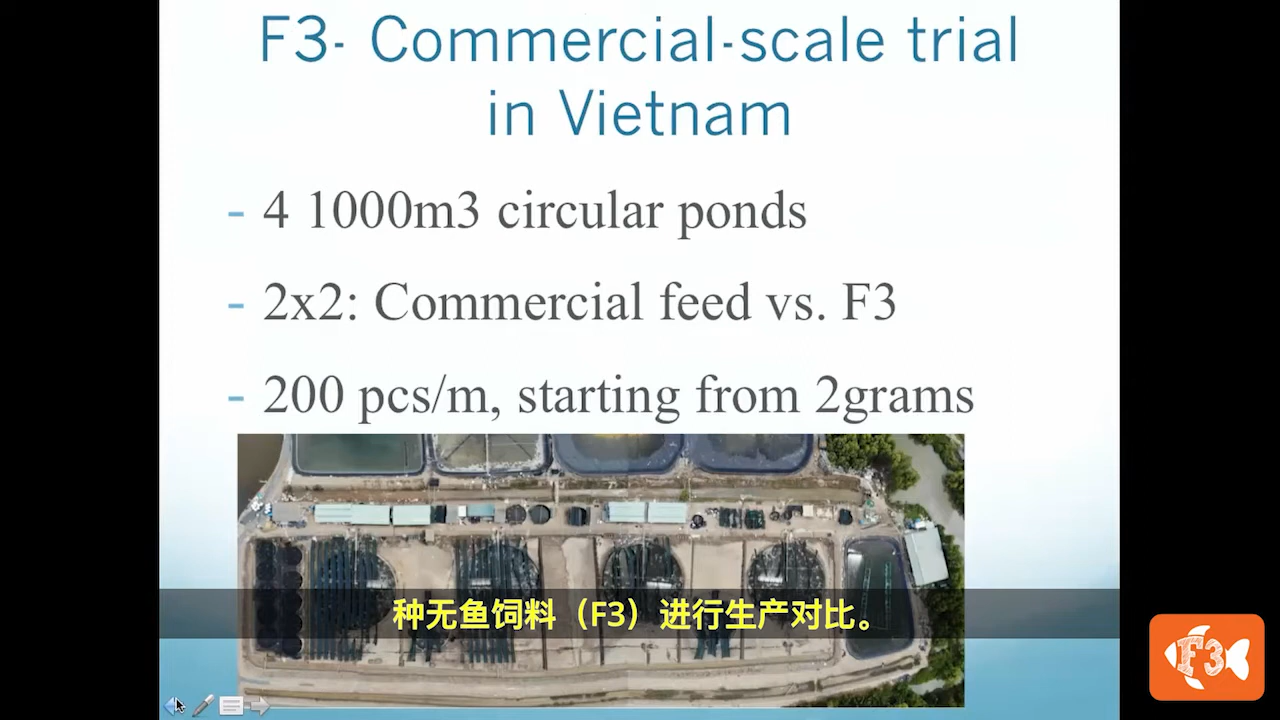 F3- Commercial-scale trial
in Vietnam
- 4 1000m3 circular ponds
- 2x2: Commercial feed vs. F3
- 200 pcs/m, starting from 2grams
种无鱼饲料（F3）进行生产对比。
F3